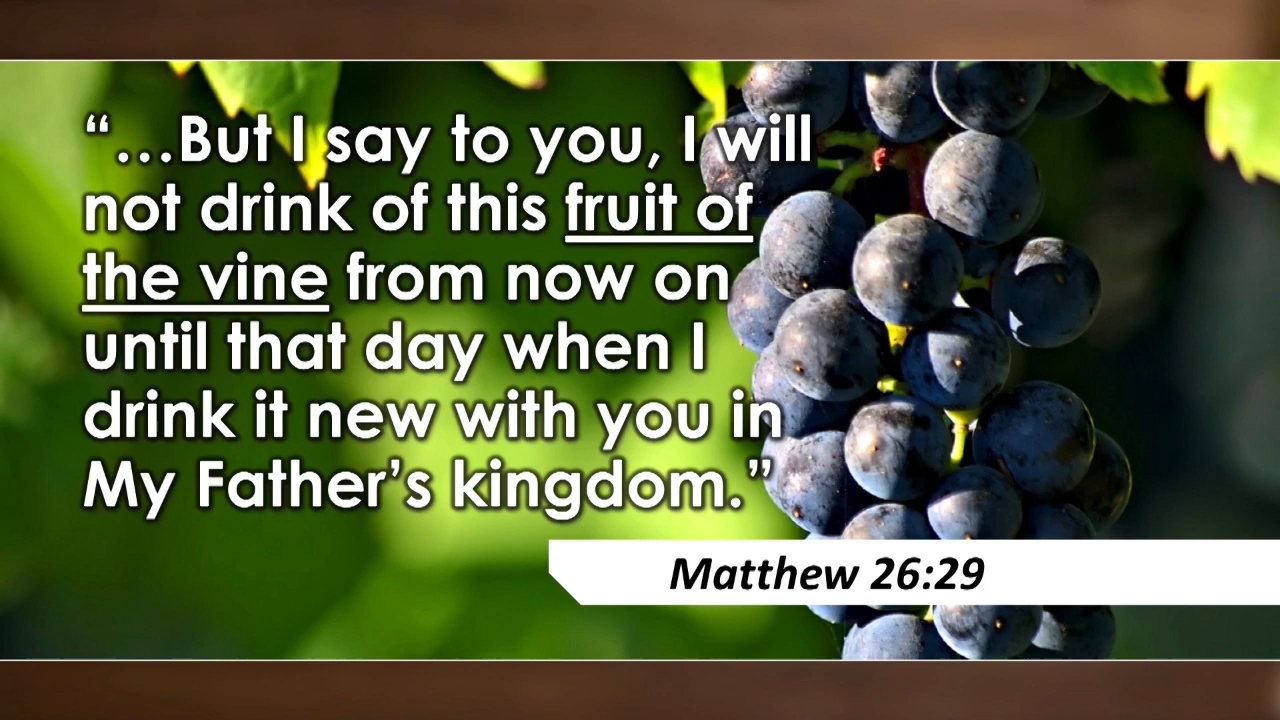 “…But I say to you, I will
not drink of this fruit of
the vine from now on
until that day when I
drink it new with you in
My Father’s kingdom.”
Matthew 26:29